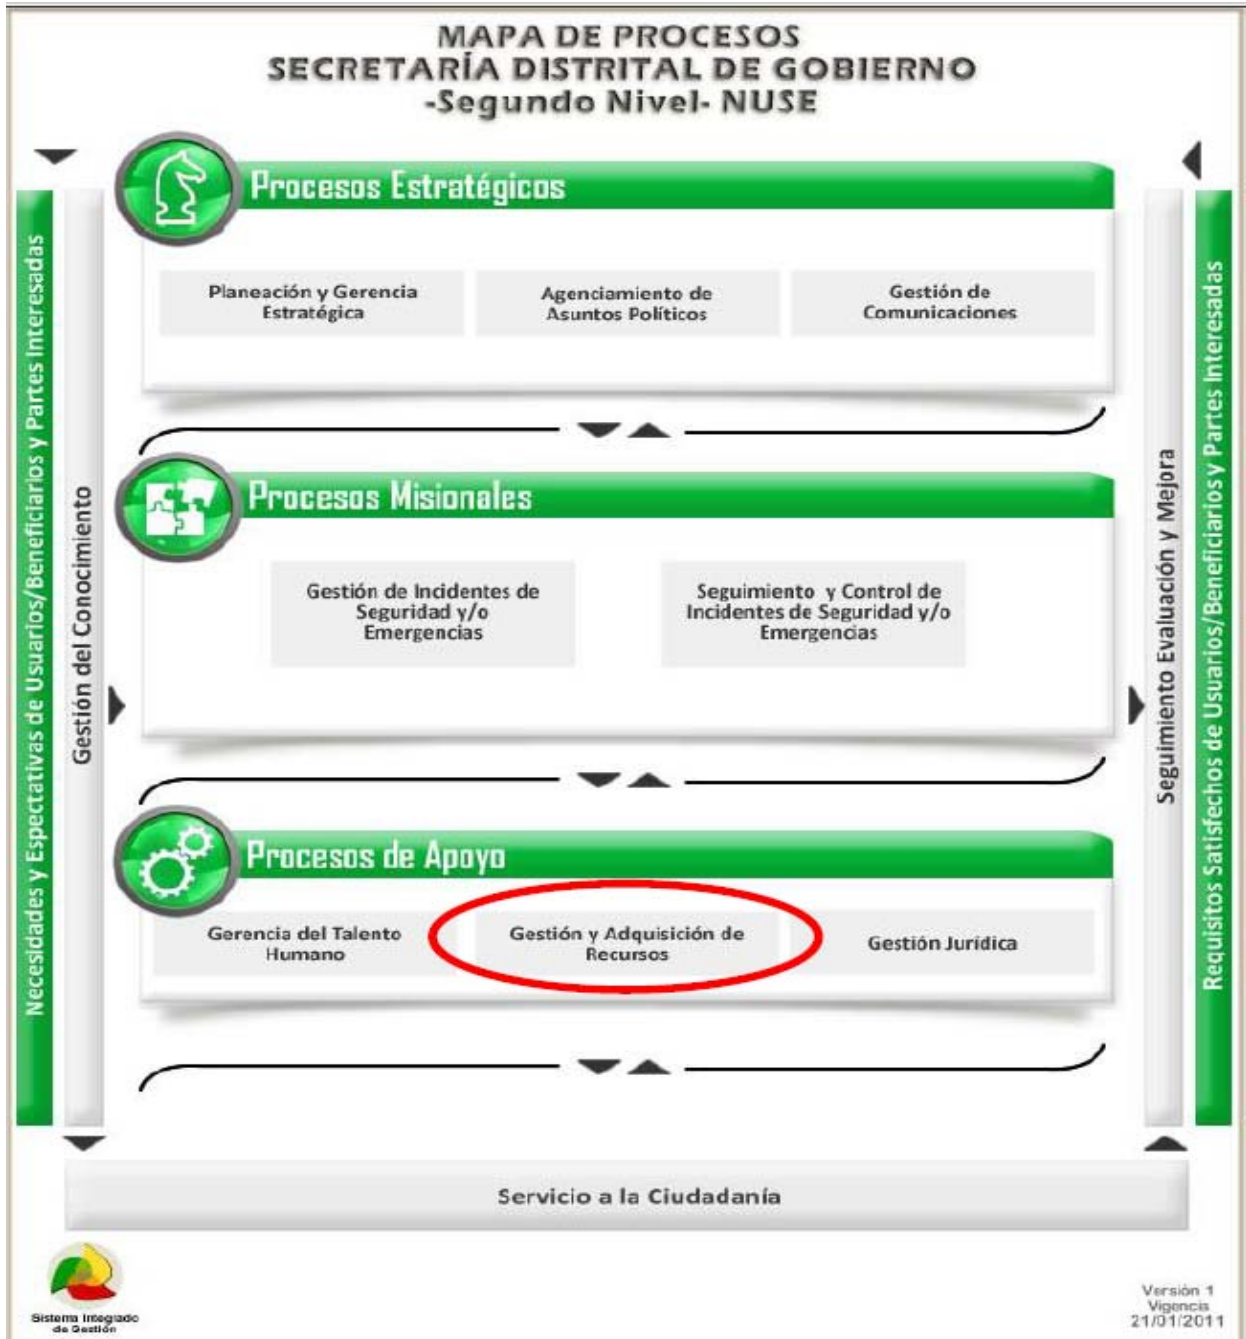 MAPA DE PROCESOS
SECRETARÍA DISTRITAL DE GOBIERNO
-Segundo Nivel- NUSE
Necesidades y Espectativas de Usuarios/Beneficiarios y Partes Interesadas
Gestión del Conocimiento
Procesos Estratégicos
Planeación y Gerencia
Estratégica
Agenciamiento de
Asuntos Políticos
Gestión de
Comunicaciones
Procesos Misionales
Gestión de Incidentes de
Seguridad y/o
Emergencias
Seguimiento y Control de
Incidentes de Seguridad y/o
Emergencias
Procesos de Apoyo
Gerencia del Talento
Humano
Gestión y Adquisición de
Recursos
Gestión Jurídica
Seguimiento Evaluación y Mejora
Requisitos Satisfechos de Usuarios/Beneficiarios y Partes Interesadas
Servicio a la Ciudadanía
Sistema Integrado
de Gestión
Versión 1
Vigencia
21/01/2011